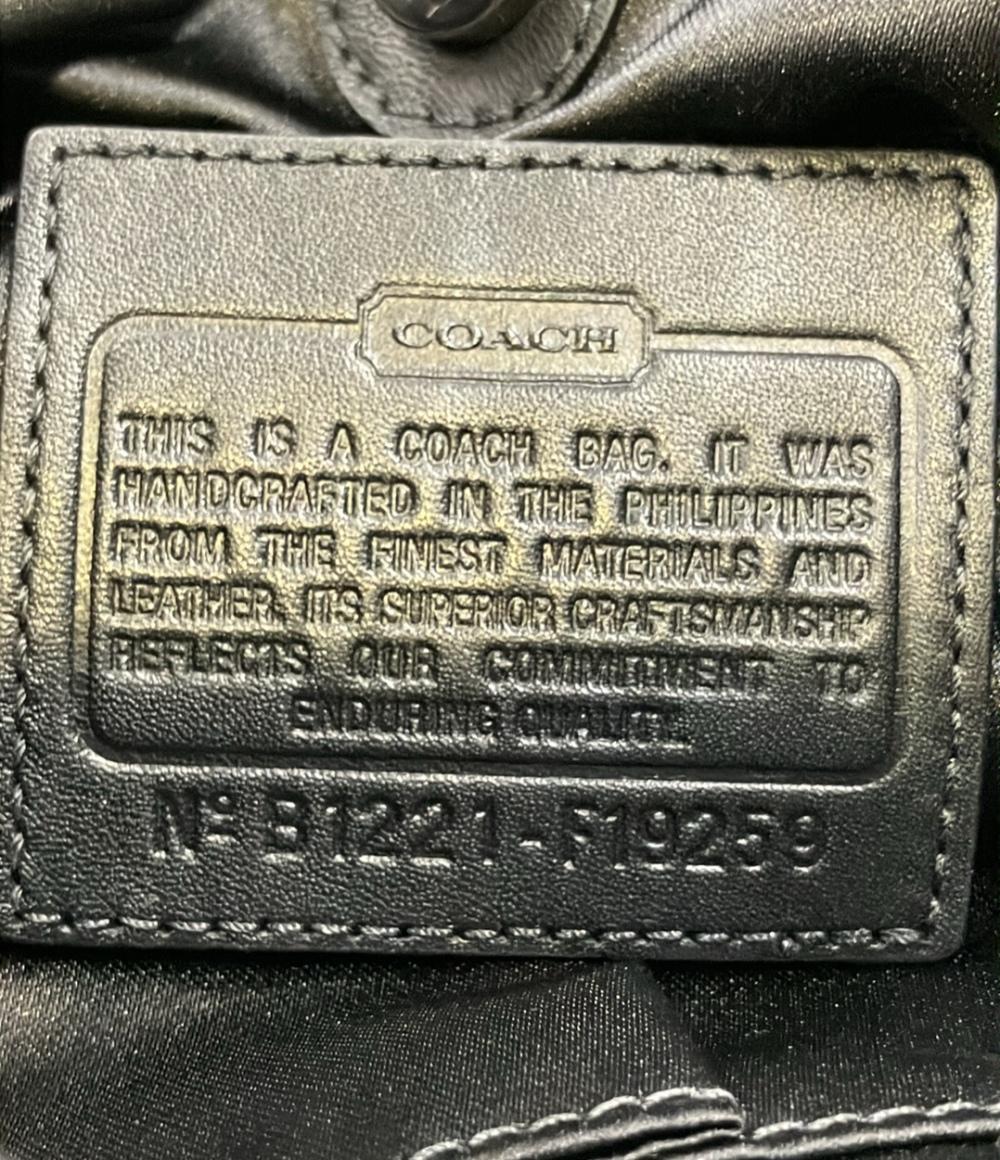 COACH
THIS IS A COACH BAG. IT WAS
HANDCRAFTED IN THE PHILIPPINES
FROM THE FINEST MATERIALS AND
LEATHER. ITS SUPERIOR CRAFTSMANSHIP
REFLECTS OUR COMMITMENT TO
ENDURING QUALITY.
Nº B1221-F19259